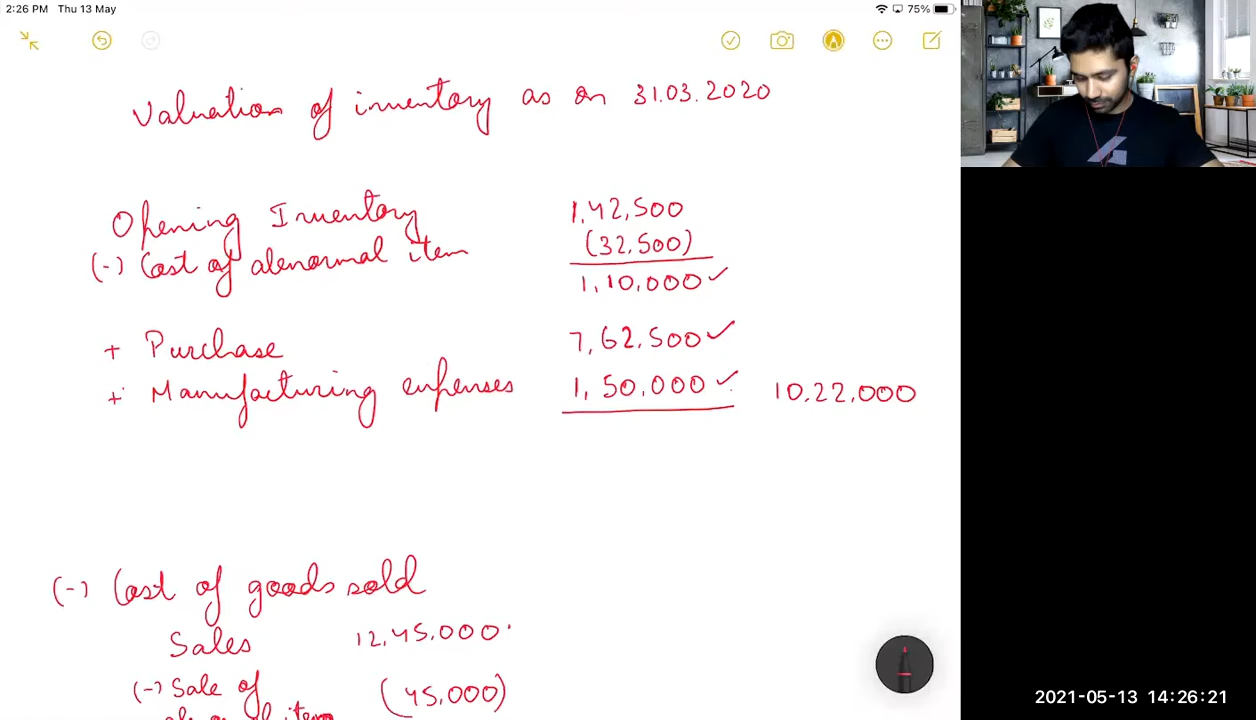 2:26 PM Thu 13 May
75%
Valuation of inventory as on 31.03.2020
Opening Inventory 1,42,500
(-) Cost of abnormal item (32,500)
1,10,000 ✓
+ Purchase 7,62,500 ✓
+ Manufacturing expenses 1,50,000 ✓ 10,22,000
(-) Cost of goods sold
Sales 12,45,000
(-) Sale of (45,000)
2021-05-13 14:26:21